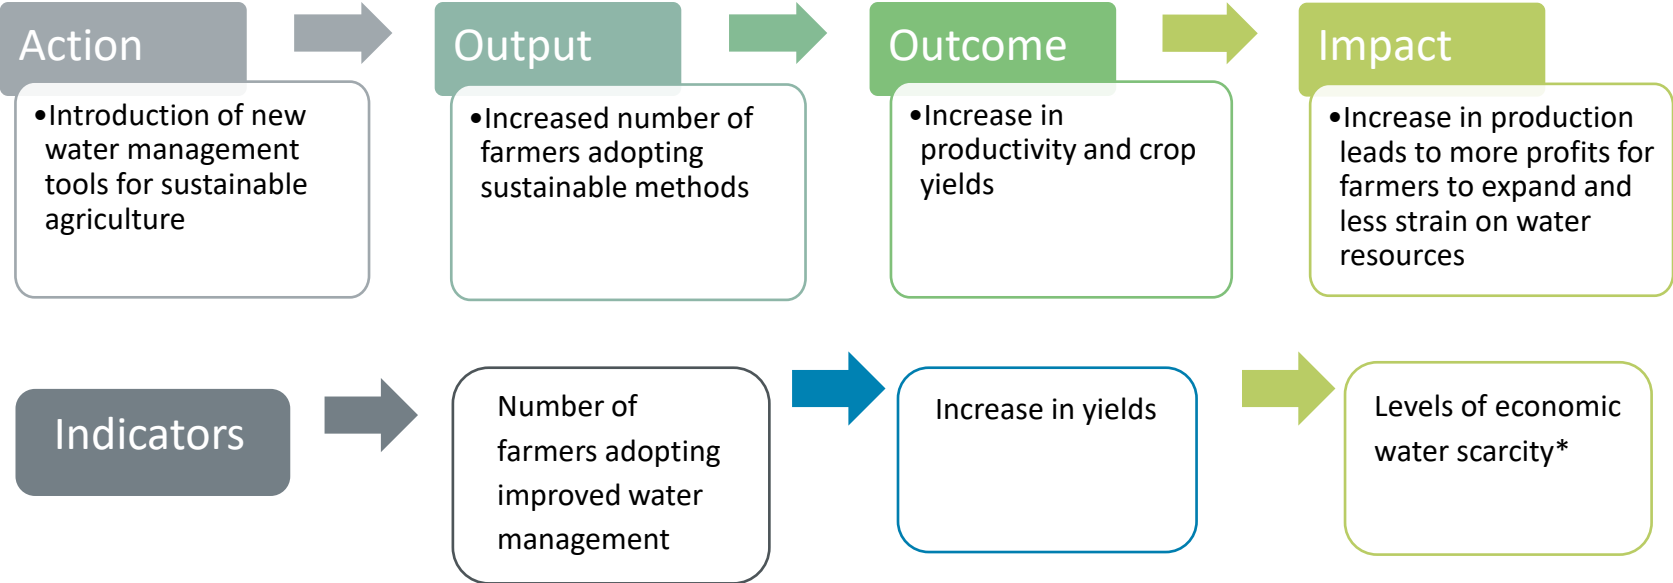 Action
•Introduction of new
water management
tools for sustainable
agriculture
Output
•Increased number of
farmers adopting
sustainable methods
Outcome
•Increase in
productivity and crop
yields
Impact
•Increase in production
leads to more profits for
farmers to expand and
less strain on water
resources
Indicators
Number of
farmers adopting
improved water
management
Increase in yields
Levels of economic
water scarcity*